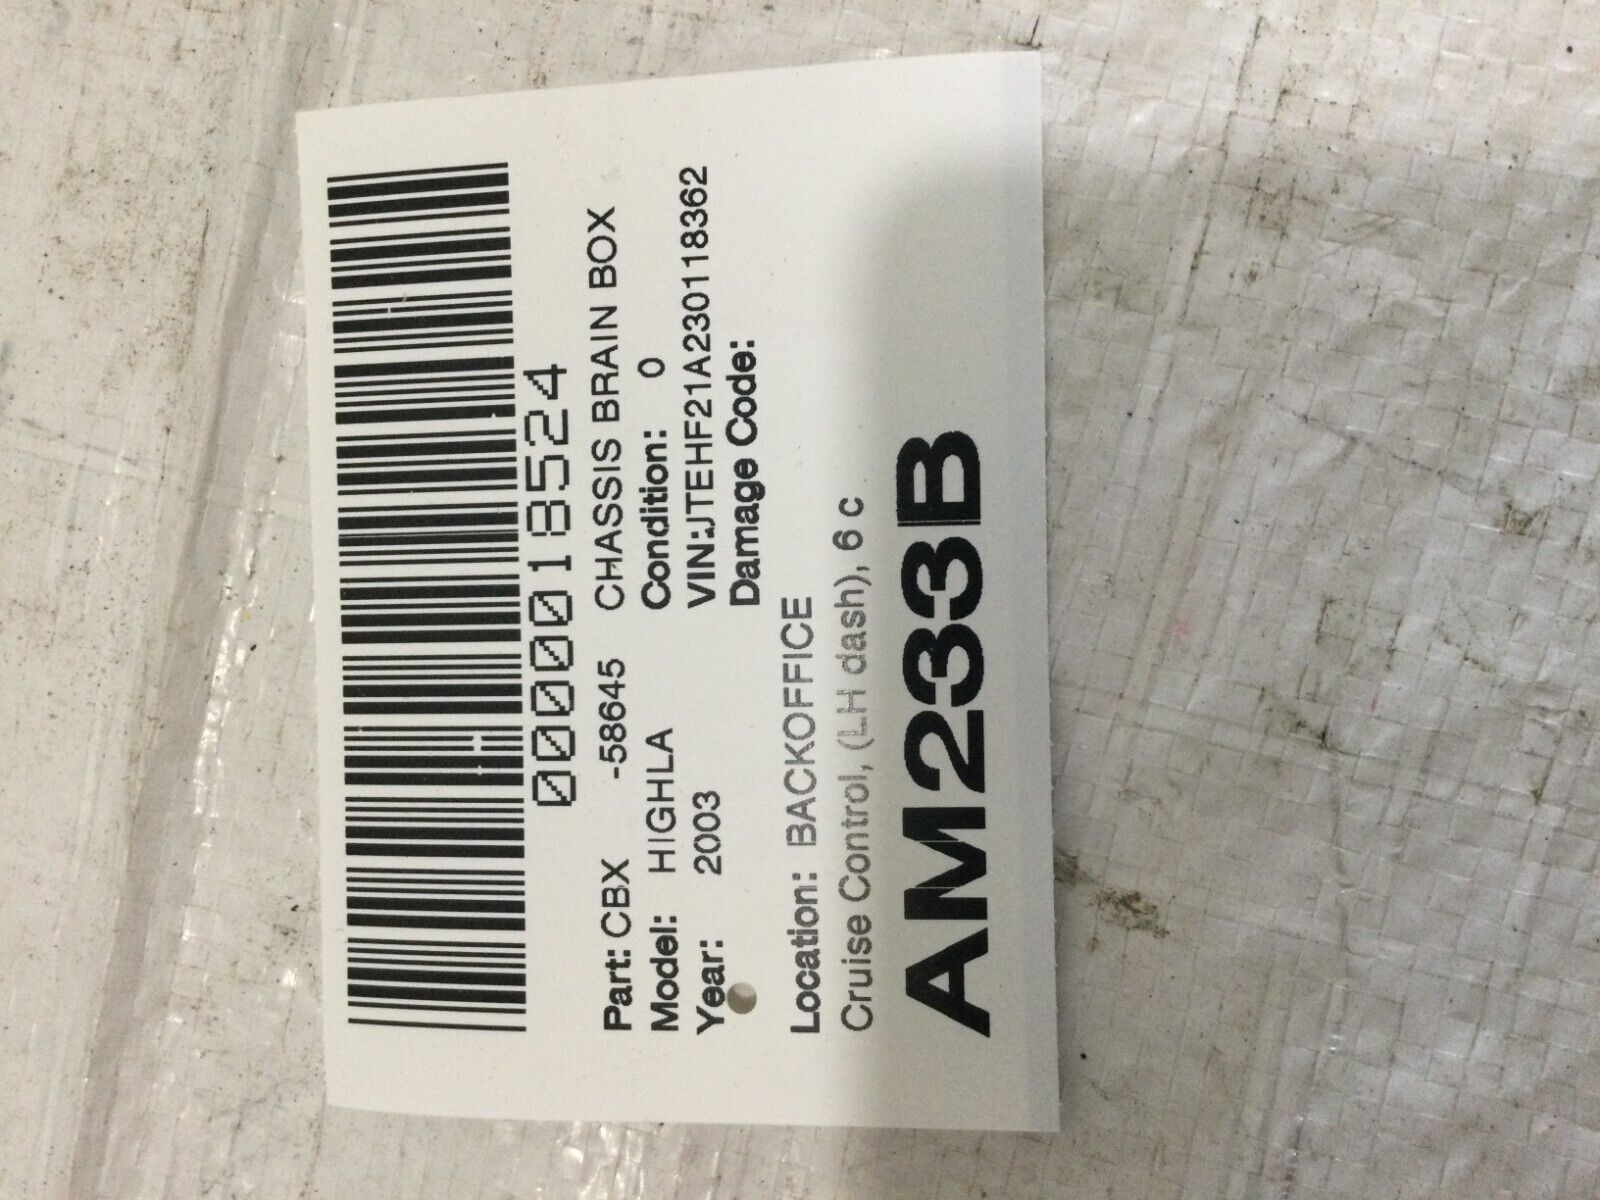 0000018524
Part: CBX -58645 CHASSIS BRAIN BOX
Model: HIGHLA Condition: 0
Year: 2003 VIN:JTEHF21A230118362
Damage Code:
Location: BACKOFFICE
Cruise Control, (LH dash), 6 c
AM233B